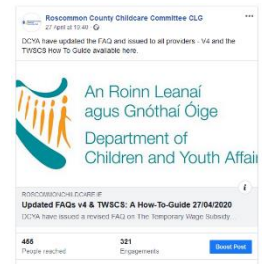 Roscommon County Childcare Committee CLG
27 April at 19:40 ·
DCYA have updated the FAQ and issued to all providers - V4 and the
TWSCS How To Guide available here.
An Roinn Leanaí
agus Gnóthaí Óige
Department of
Children and Youth Affai
ROSCOMMONCHILDCARE.IE
Updated FAQs v4 & TWSCS: A How-To-Guide 27/04/2020
DCYA have issued a revised FAQ on The Temporary Wage Subsidy...
455
People reached
321
Engagements
Boost Post